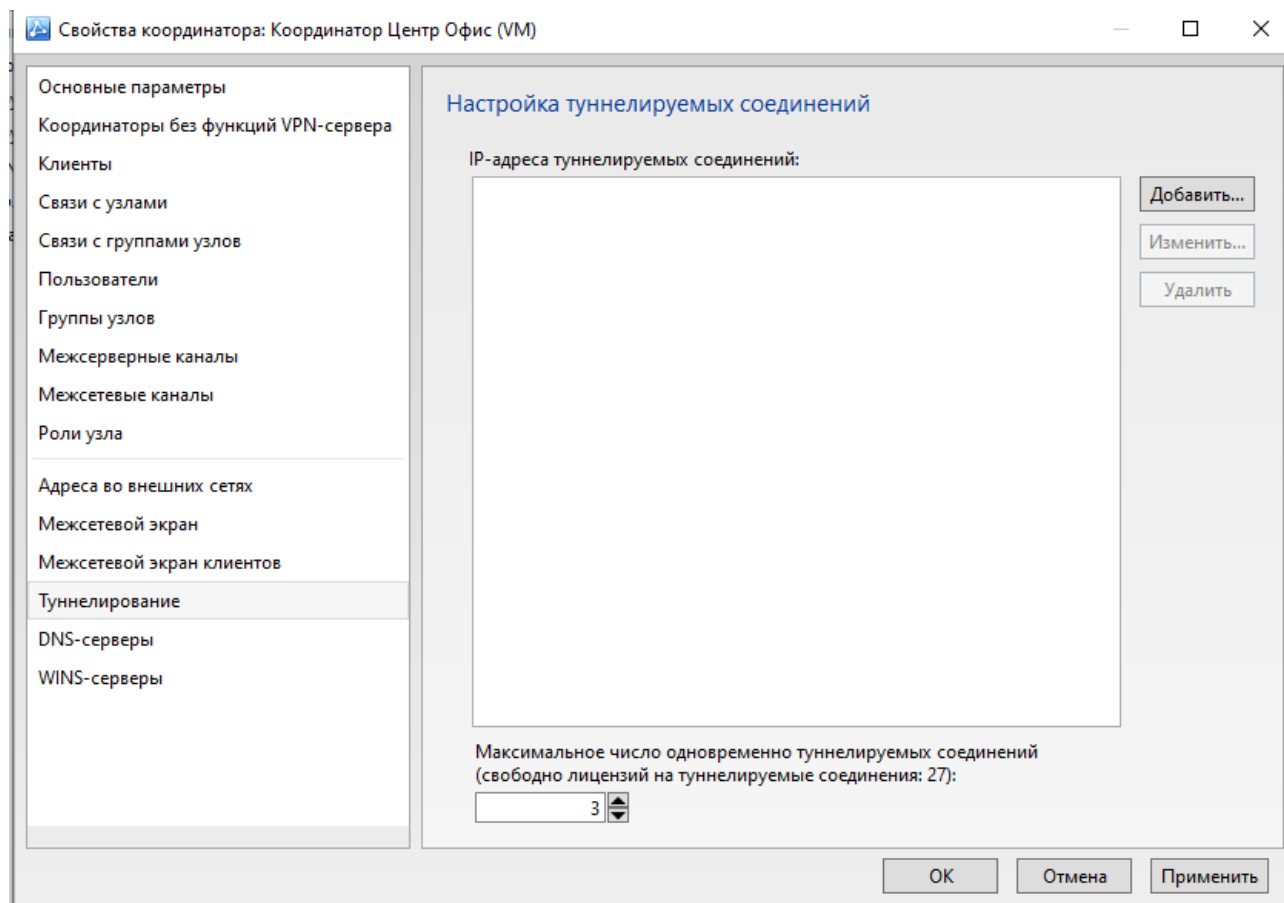 Свойства координатора: Координатор Центр Офис (VM)
Основные параметры
Координаторы без функций VPN-сервера
Клиенты
Связи с узлами
Связи с группами узлов
Пользователи
Группы узлов
Межсерверные каналы
Межсетевые каналы
Роли узла
Адреса во внешних сетях
Межсетевой экран
Межсетевой экран клиентов
Туннелирование
DNS-серверы
WINS-серверы
Настройка туннелируемых соединений
IP-адреса туннелируемых соединений:
Добавить...
Изменить...
Удалить
Максимальное число одновременно туннелируемых соединений
(свободно лицензий на туннелируемые соединения: 27):
3
OK
Отмена
Применить